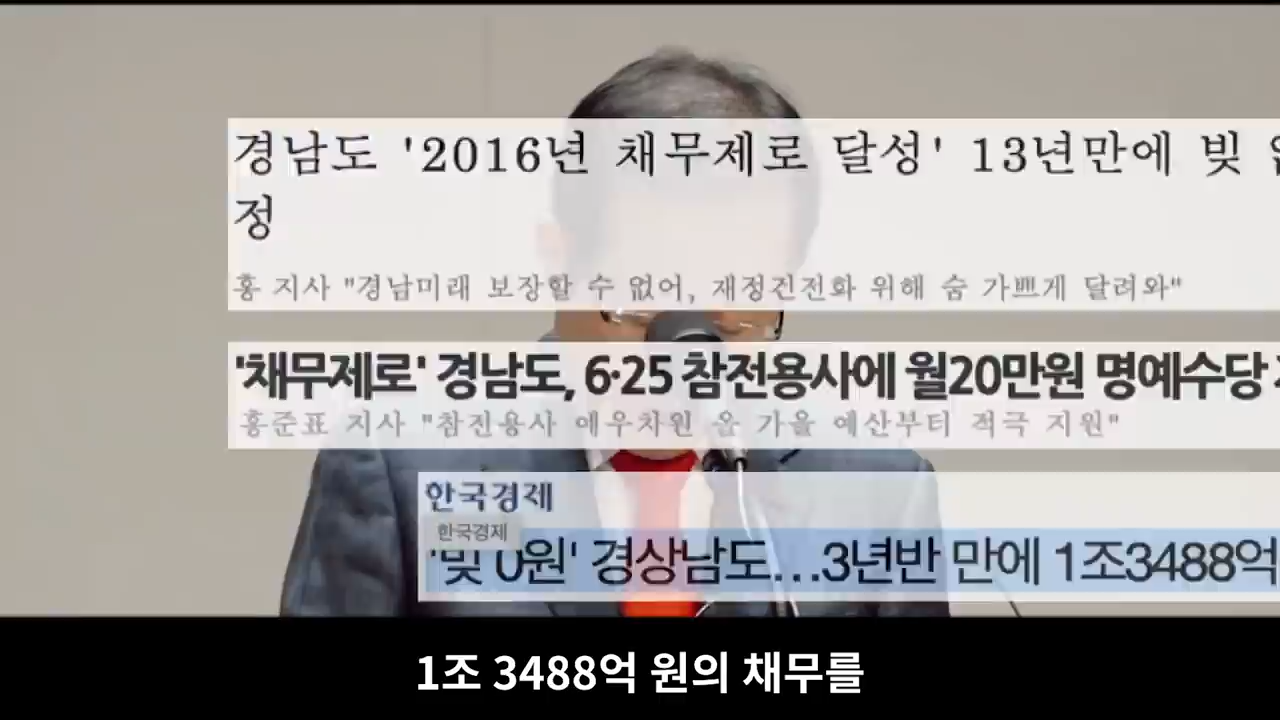 경남도 '2016년 채무제로 달성' 13년만에 빚
정
홍 지사 "경남미래 보장할 수 없어, 재정건전화 위해 숨 가쁘게 달려와"
'채무제로' 경남도, 6·25 참전용사에 월20만원 명예수당
홍준표 지사 "참전용사 예우차원 올 가을 예산부터 적극 지원"
한국경제
한국경제
'빚 0원' 경상남도...3년반 만에 1조3488억
1조 3488억 원의 채무를